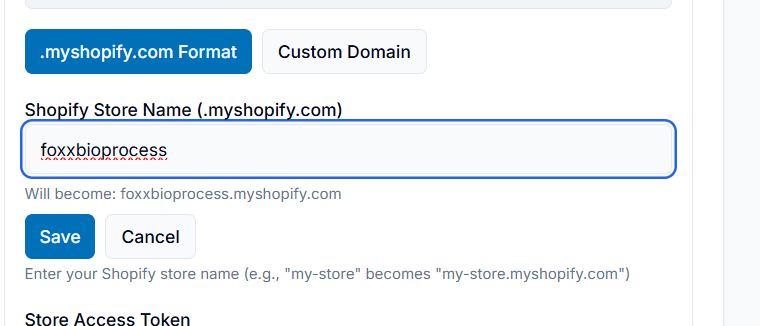 .myshopify.com Format Custom Domain
Shopify Store Name (.myshopify.com)
foxxbioprocess
Will become: foxxbioprocess.myshopify.com
Save Cancel
Enter your Shopify store name (e.g., "my-store" becomes "my-store.myshopify.com")
Store Access Token